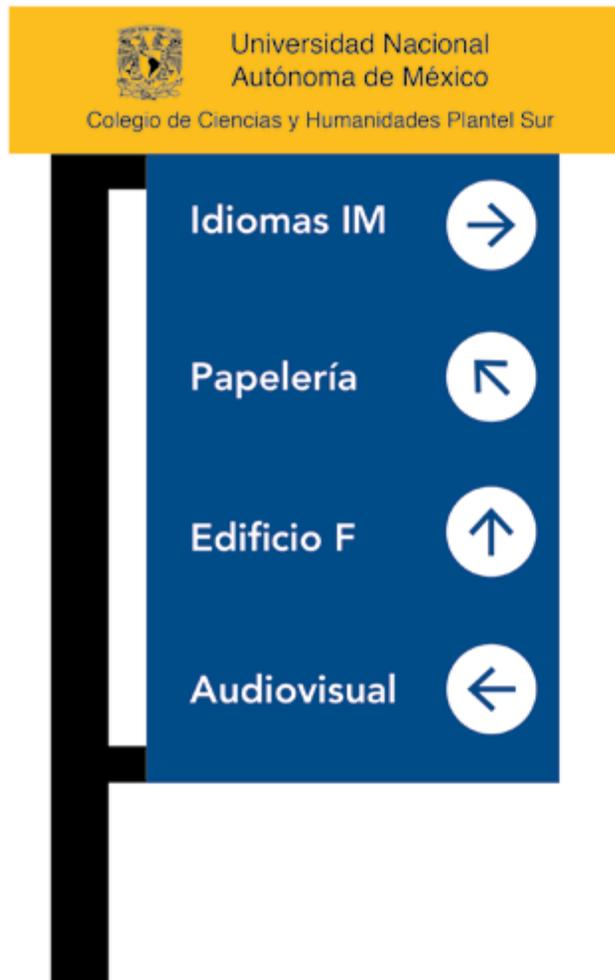 Universidad Nacional
Autónoma de México
Colegio de Ciencias y Humanidades Plantel Sur
Idiomas IM
Papelería
Edificio F
Audiovisual